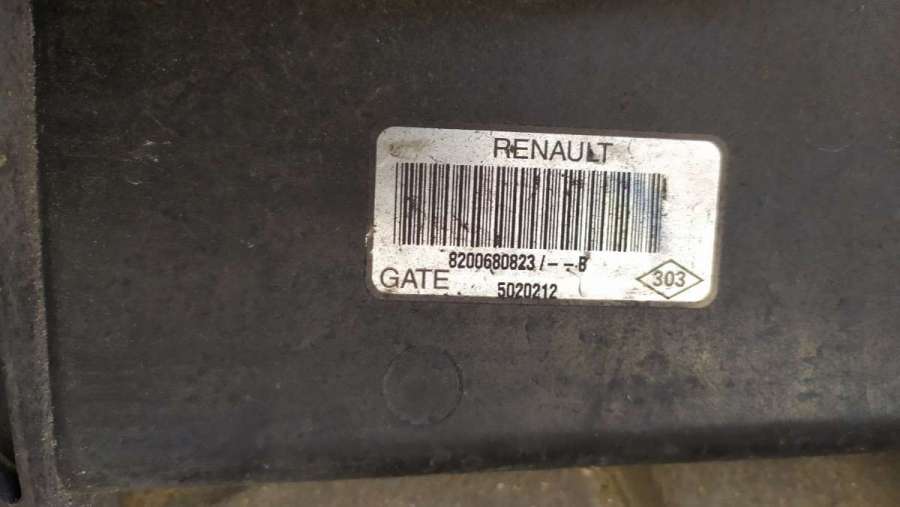 RENAULT
8200680823/--B
GATE
5020212
303